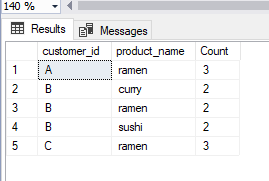 140 %
Results Messages
customer_id product_name Count
1 A ramen 3
2 B curry 2
3 B ramen 2
4 B sushi 2
5 C ramen 3